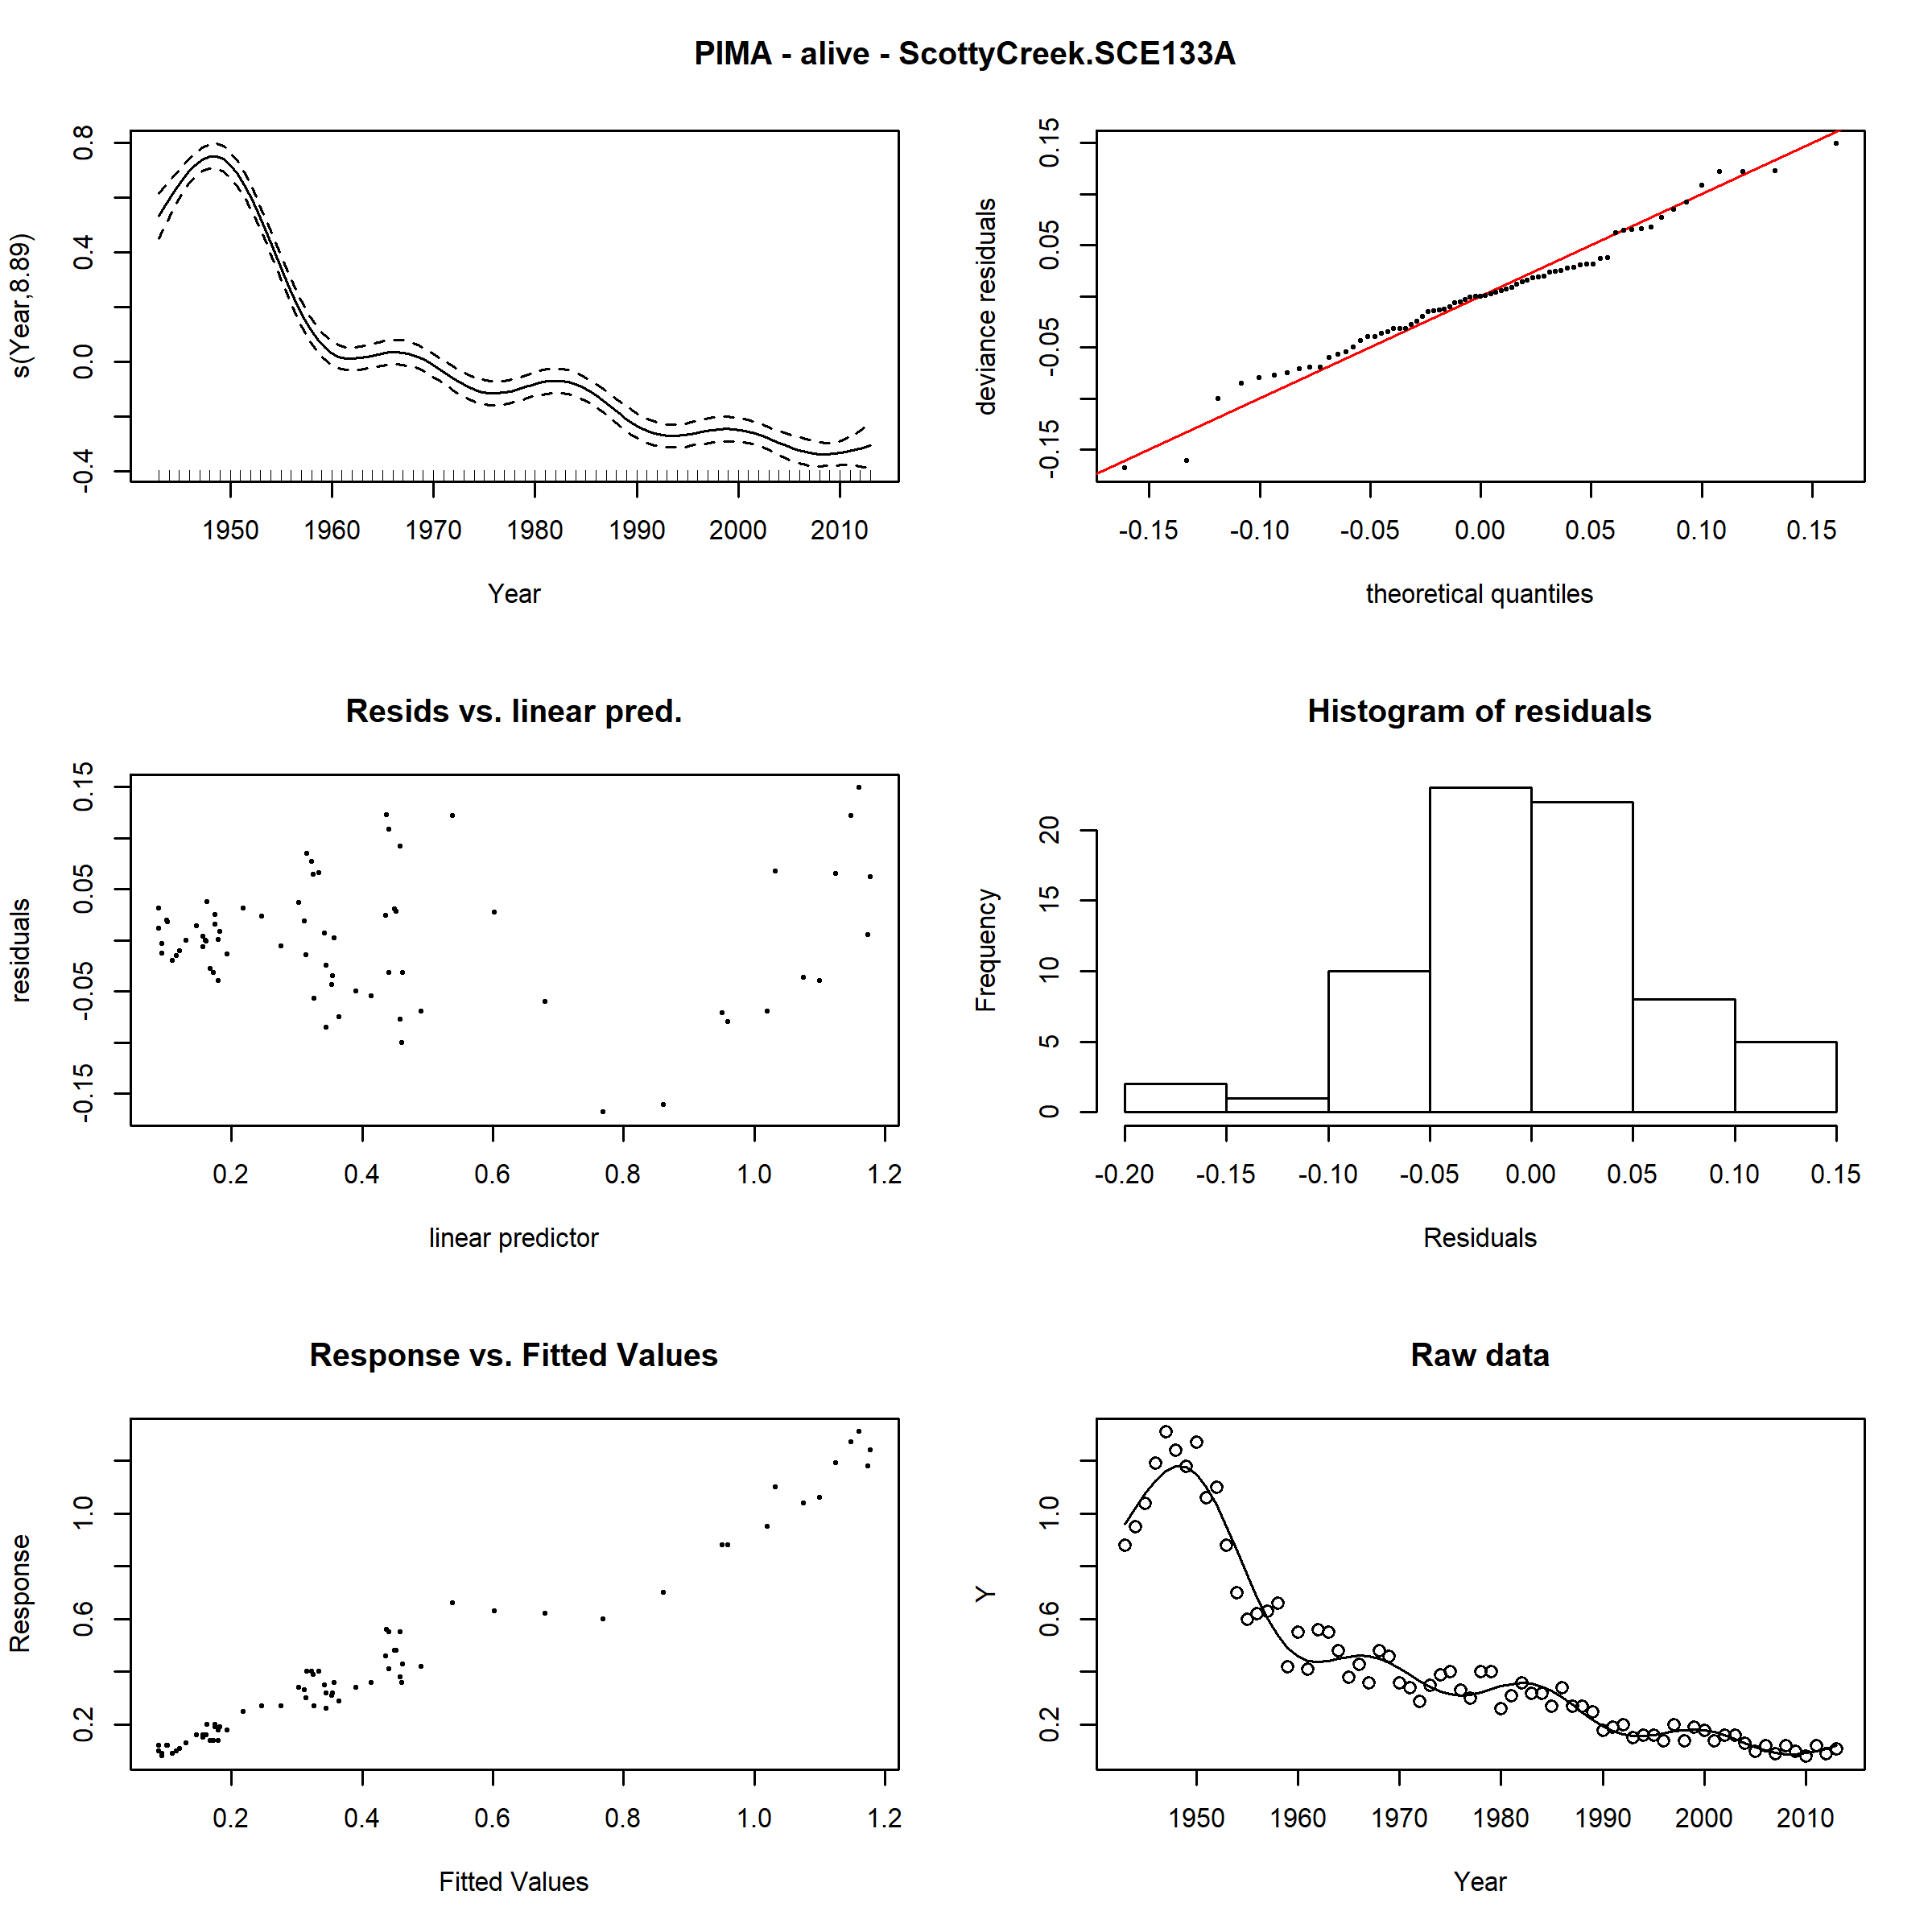 PIMA - alive - ScottyCreek.SCE133A
s(Year,8.89)
-0.4 0.0 0.4 0.8
1950 1960 1970 1980 1990 2000 2010
Year
deviance residuals
-0.15 -0.05 0.05 0.15
-0.15 -0.10 -0.05 0.00 0.05 0.10 0.15
theoretical quantiles
Resids vs. linear pred.
residuals
-0.15 -0.05 0.05 0.15
0.2 0.4 0.6 0.8 1.0 1.2
linear predictor
Histogram of residuals
Frequency
0 5 10 15 20
-0.20 -0.15 -0.10 -0.05 0.00 0.05 0.10 0.15
Residuals
Response vs. Fitted Values
Response
0.2 0.6 1.0
0.2 0.4 0.6 0.8 1.0 1.2
Fitted Values
Raw data
Y
0.2 0.6 1.0
1950 1960 1970 1980 1990 2000 2010
Year